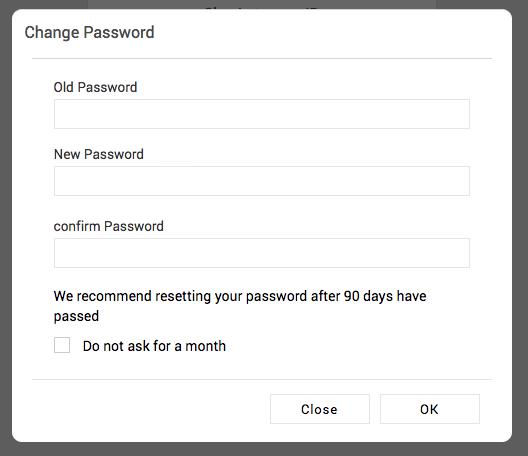 Change Password
Old Password
New Password
confirm Password
We recommend resetting your password after 90 days have
passed
Do not ask for a month
Close
OK